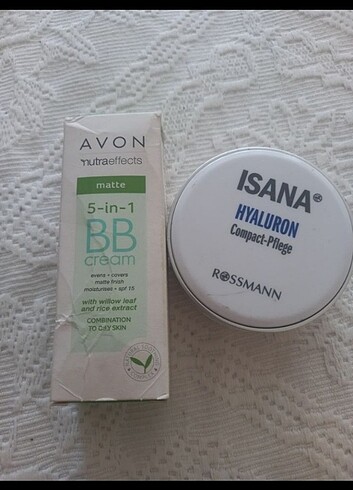 AVON
nutraeffects
matte
5-in-1
BB
cream
evens • covers
matte finish
moisturises • spf 15
with willow leaf
and rice extract
COMBINATION
TO OILY SKIN
ISANA
HYALURON
Compact-Pflege
ROSSMANN